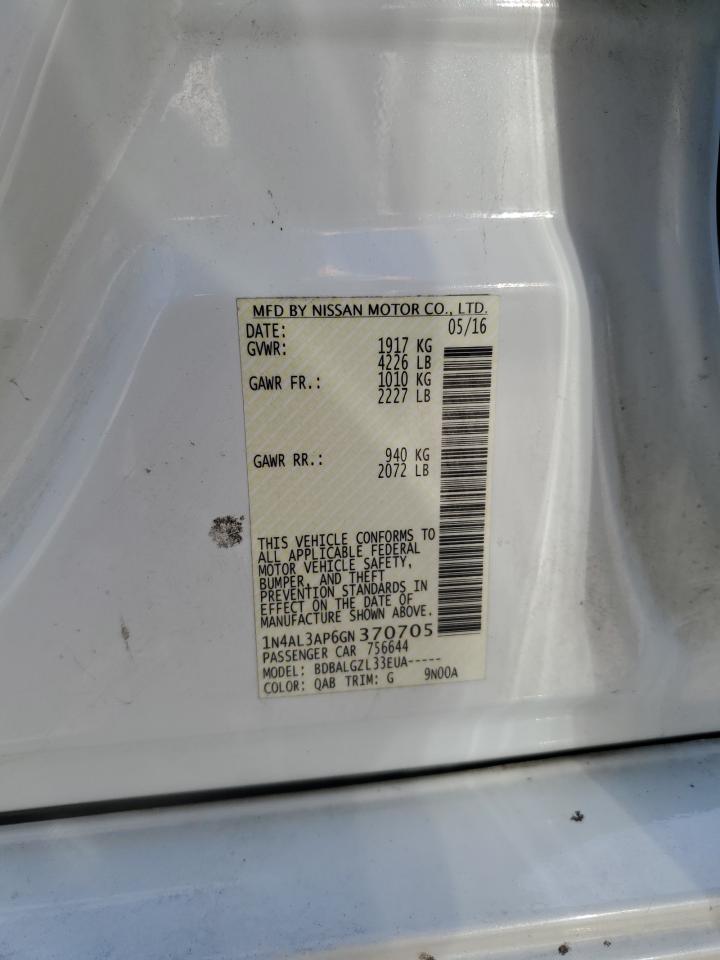 MFD BY NISSAN MOTOR CO., LTD.
DATE: 05/16
GVWR: 1917 KG
4226 LB
GAWR FR.: 1010 KG
2227 LB
GAWR RR.: 940 KG
2072 LB
THIS VEHICLE CONFORMS TO
ALL APPLICABLE FEDERAL
MOTOR VEHICLE SAFETY,
BUMPER, AND THEFT
PREVENTION STANDARDS IN
EFFECT ON THE DATE OF
MANUFACTURE SHOWN ABOVE.
1N4AL3AP6GN370705
PASSENGER CAR 756644
MODEL: BDBALGZL33EUA-----
COLOR: QAB TRIM: G 9N00A